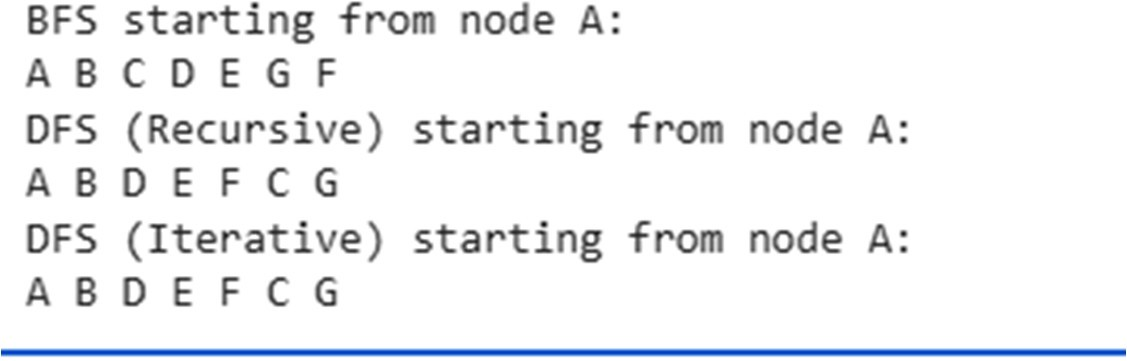 BFS starting from node A:
A B C D E G F
DFS (Recursive) starting from node A:
A B D E F C G
DFS (Iterative) starting from node A:
A B D E F C G